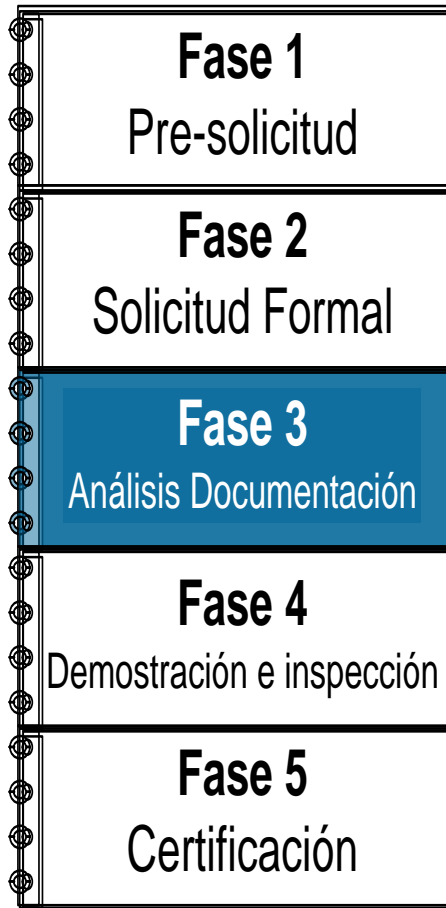 Fase 1
Pre-solicitud
Fase 2
Solicitud Formal
Fase 3
Análisis Documentación
Fase 4
Demostración e inspección
Fase 5
Certificación